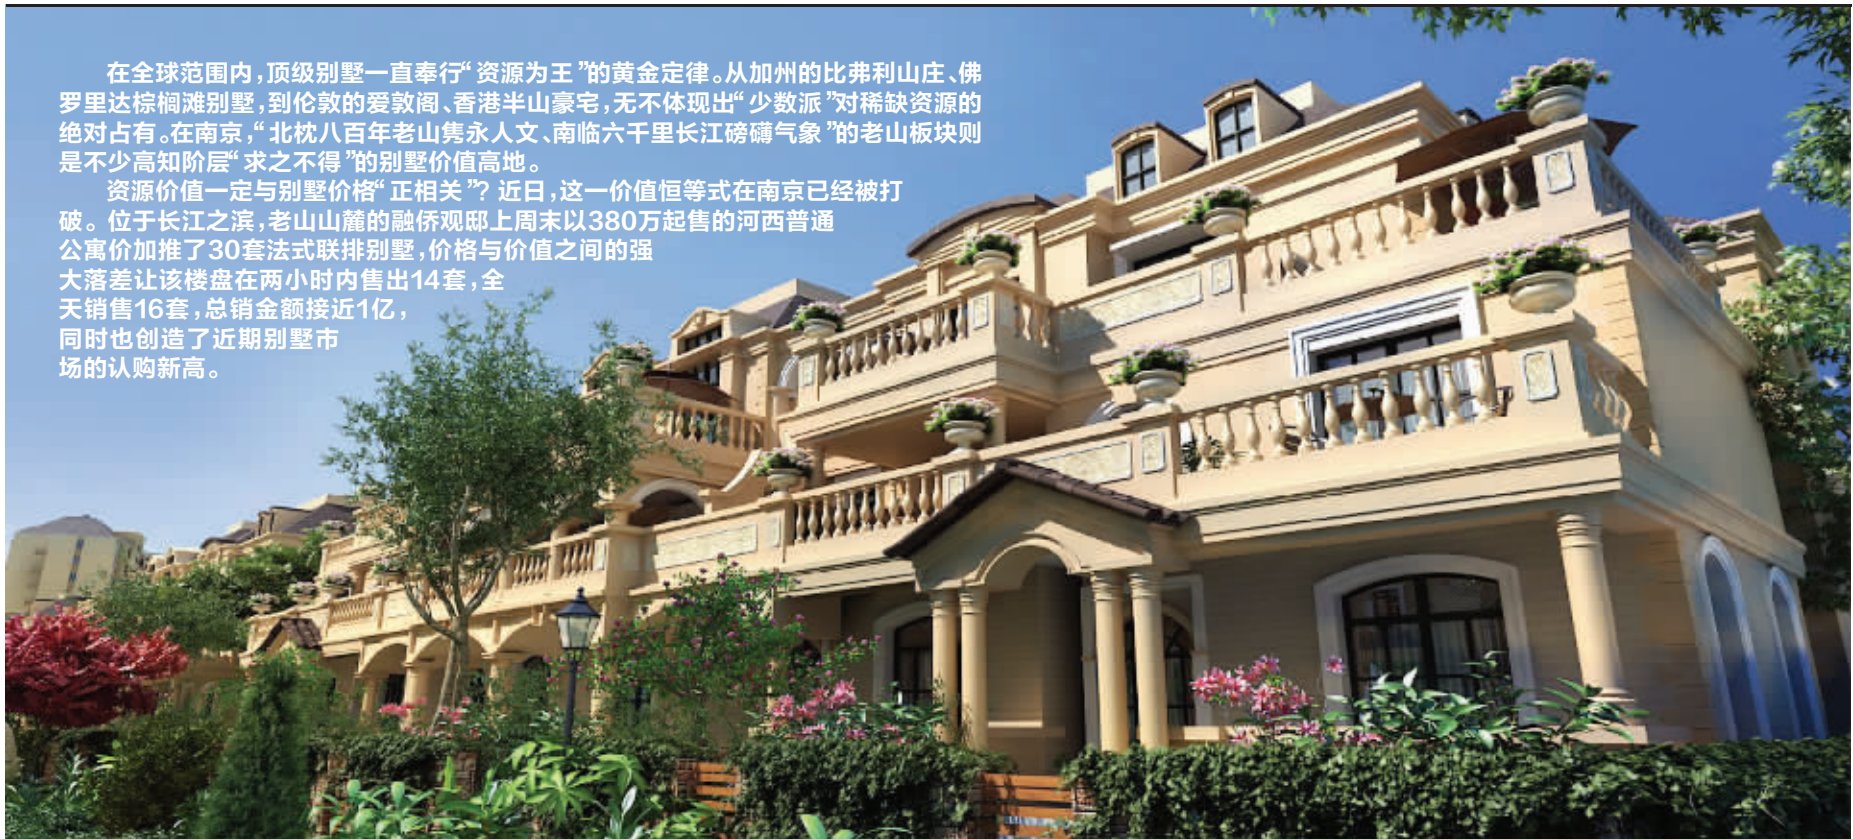 在全球范围内，顶级别墅一直奉行“资源为王”的黄金定律。从加州的比弗利山庄、佛
罗里达棕榈滩别墅，到伦敦的爱敦阁、香港半山豪宅，无不体现出“少数派”对稀缺资源的
绝对占有。在南京，“北枕八百年老山隽永人文、南临六千里长江磅礴气象”的老山板块则
是不少高知阶层“求之不得”的别墅价值高地。
资源价值一定与别墅价格“正相关”？近日，这一价值恒等式在南京已经被打
破。位于长江之滨，老山山麓的融侨观邸上周末以380万起售的河西普通
公寓价加推了30套法式联排别墅，价格与价值之间的强
大落差让该楼盘在两小时内售出14套，全
天销售16套，总销金额接近1亿，
同时也创造了近期别墅市
场的认购新高。